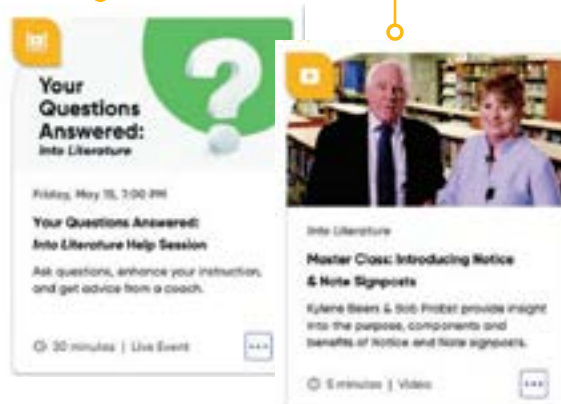 Your
Questions
Answered:
Into Literature
Friday, May 15, 7:00 PM
Your Questions Answered:
Into Literature Help Session
Ask questions, enhance your instruction,
and get advice from a coach.
30 minutes | Live Event
Into Literature
Master Class: Introducing Notice
& Note Signposts
Kylene Beers & Bob Probst provide insight
into the purpose, components and
benefits of Notice and Note signposts.
5 minutes | Video